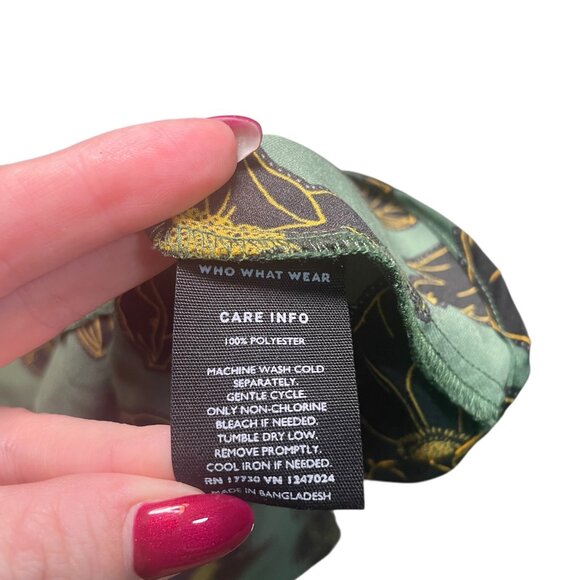 WHO WHAT WEAR
CARE INFO
100% POLYESTER
MACHINE WASH COLD
SEPARATELY.
GENTLE CYCLE.
ONLY NON-CHLORINE
BLEACH IF NEEDED.
TUMBLE DRY LOW.
REMOVE PROMPTLY.
COOL IRON IF NEEDED.
RN 17730 VN 1247024
MADE IN BANGLADESH